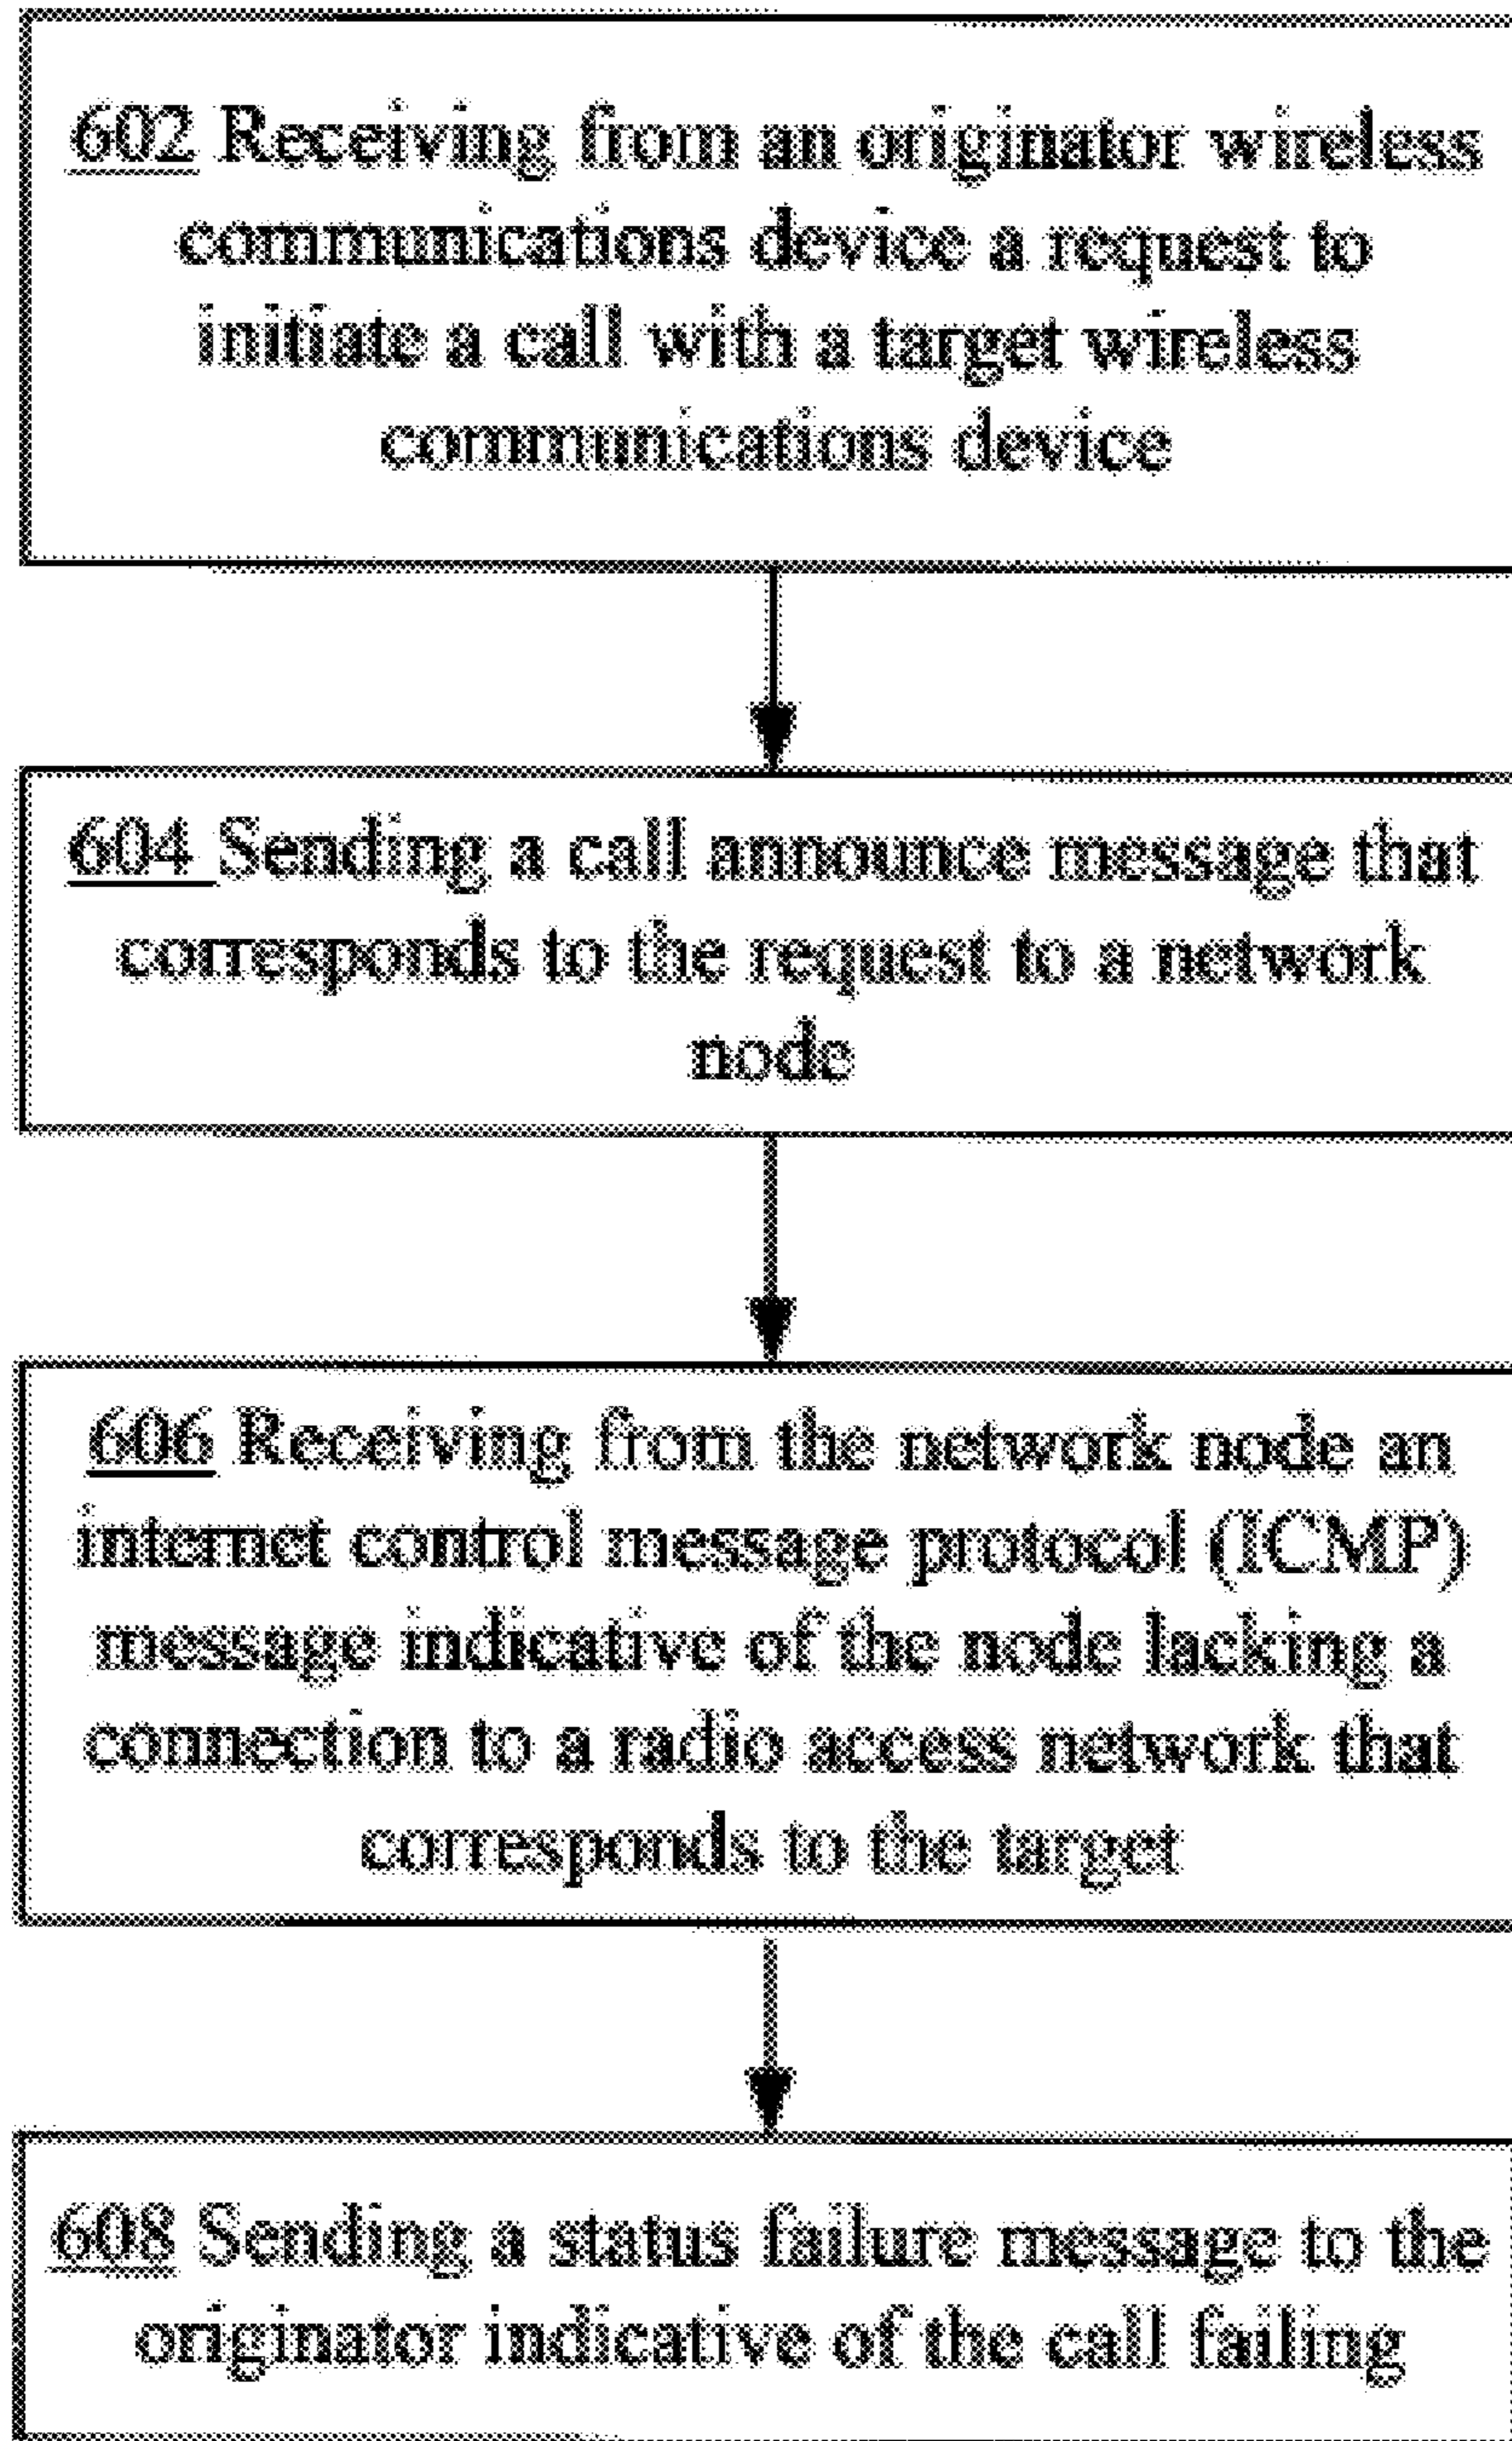 602 Receiving from an originator wireless
communications device a request to
initiate a call with a target wireless
communications device
604 Sending a call announce message that
corresponds to the request to a network
node
606 Receiving from the network node an
internet control message protocol (ICMP)
message indicative of the node lacking a
connection to a radio access network that
corresponds to the target
608 Sending a status failure message to the
originator indicative of the call failing